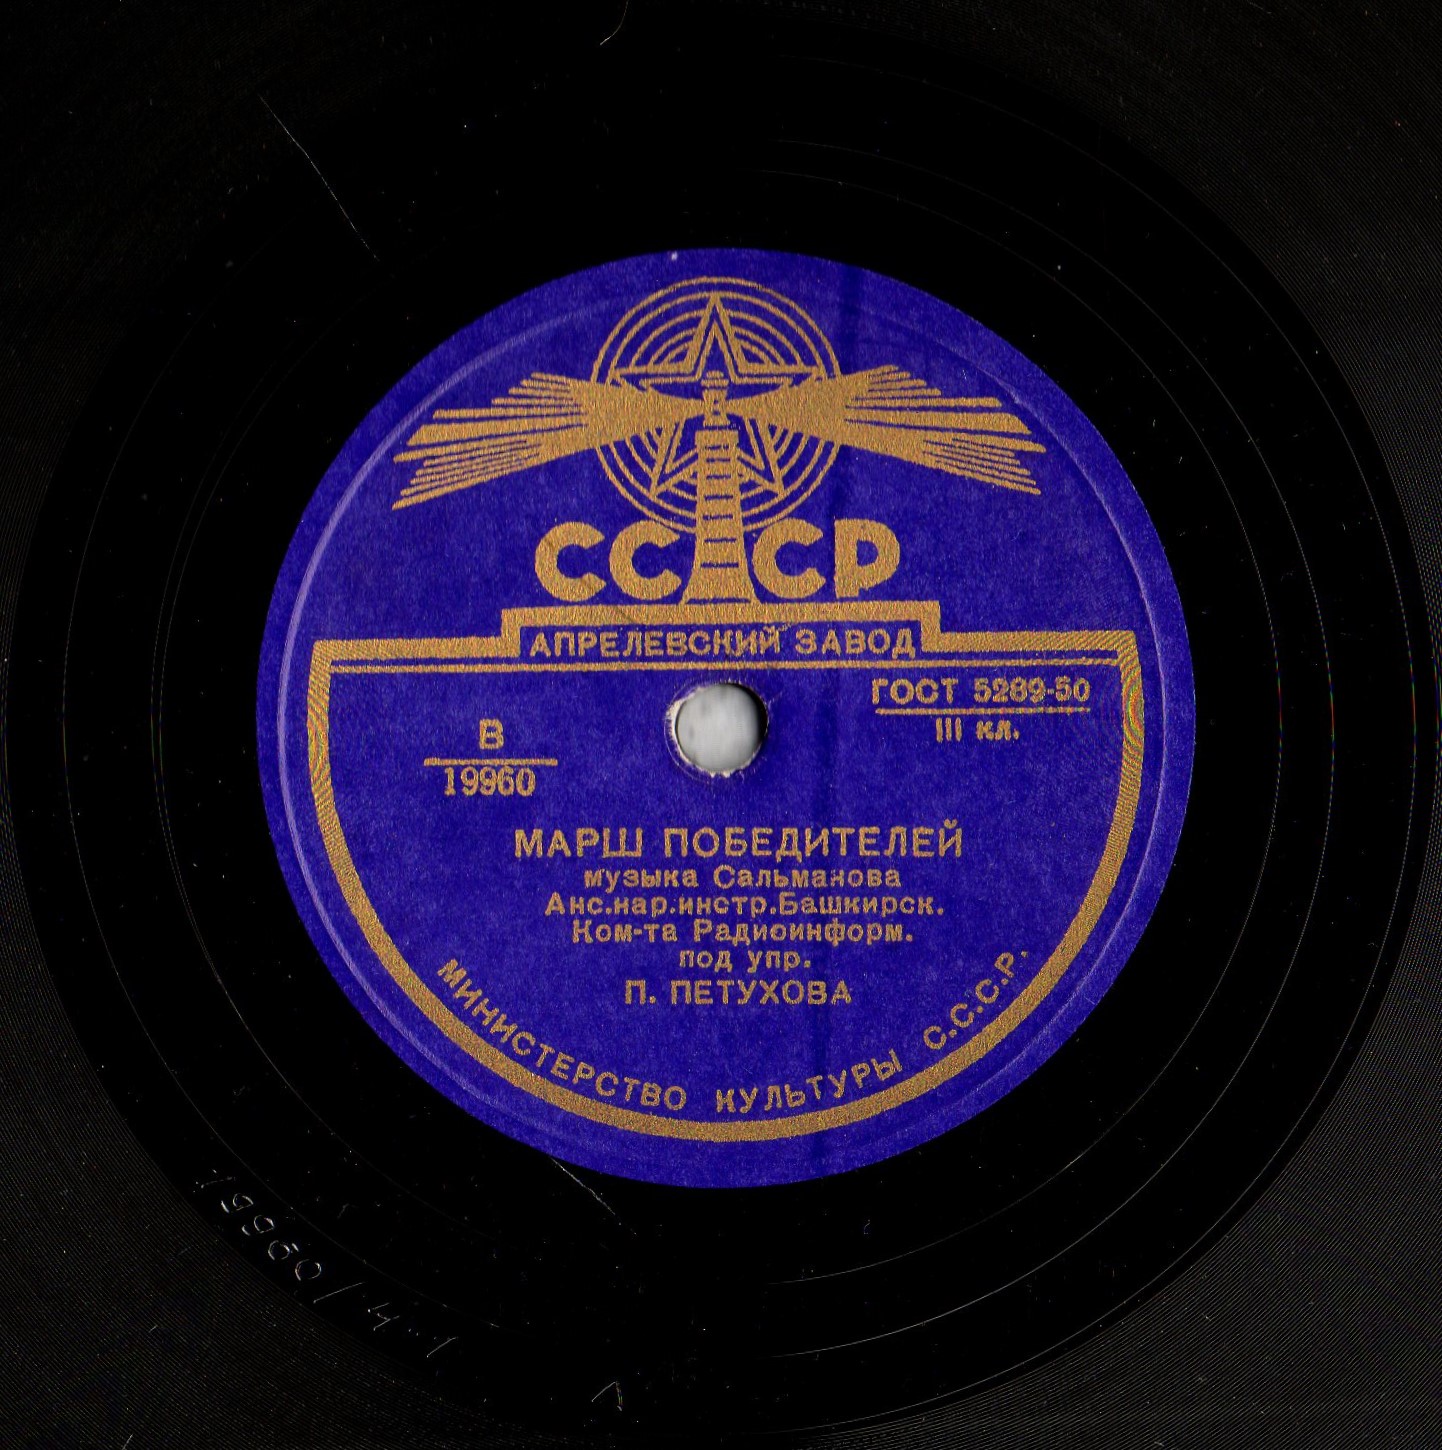 СССР
АПРЕЛЕВСКИЙ ЗАВОД
ГОСТ 5289-50
III кл.
В
19960
МАРШ ПОБЕДИТЕЛЕЙ
музыка Сальманова
Анс.нар.инстр.Башкирск.
Ком-та Радиоинформ.
под упр.
П. ПЕТУХОВА
МИНИСТЕРСТВО КУЛЬТУРЫ С.С.С.Р.